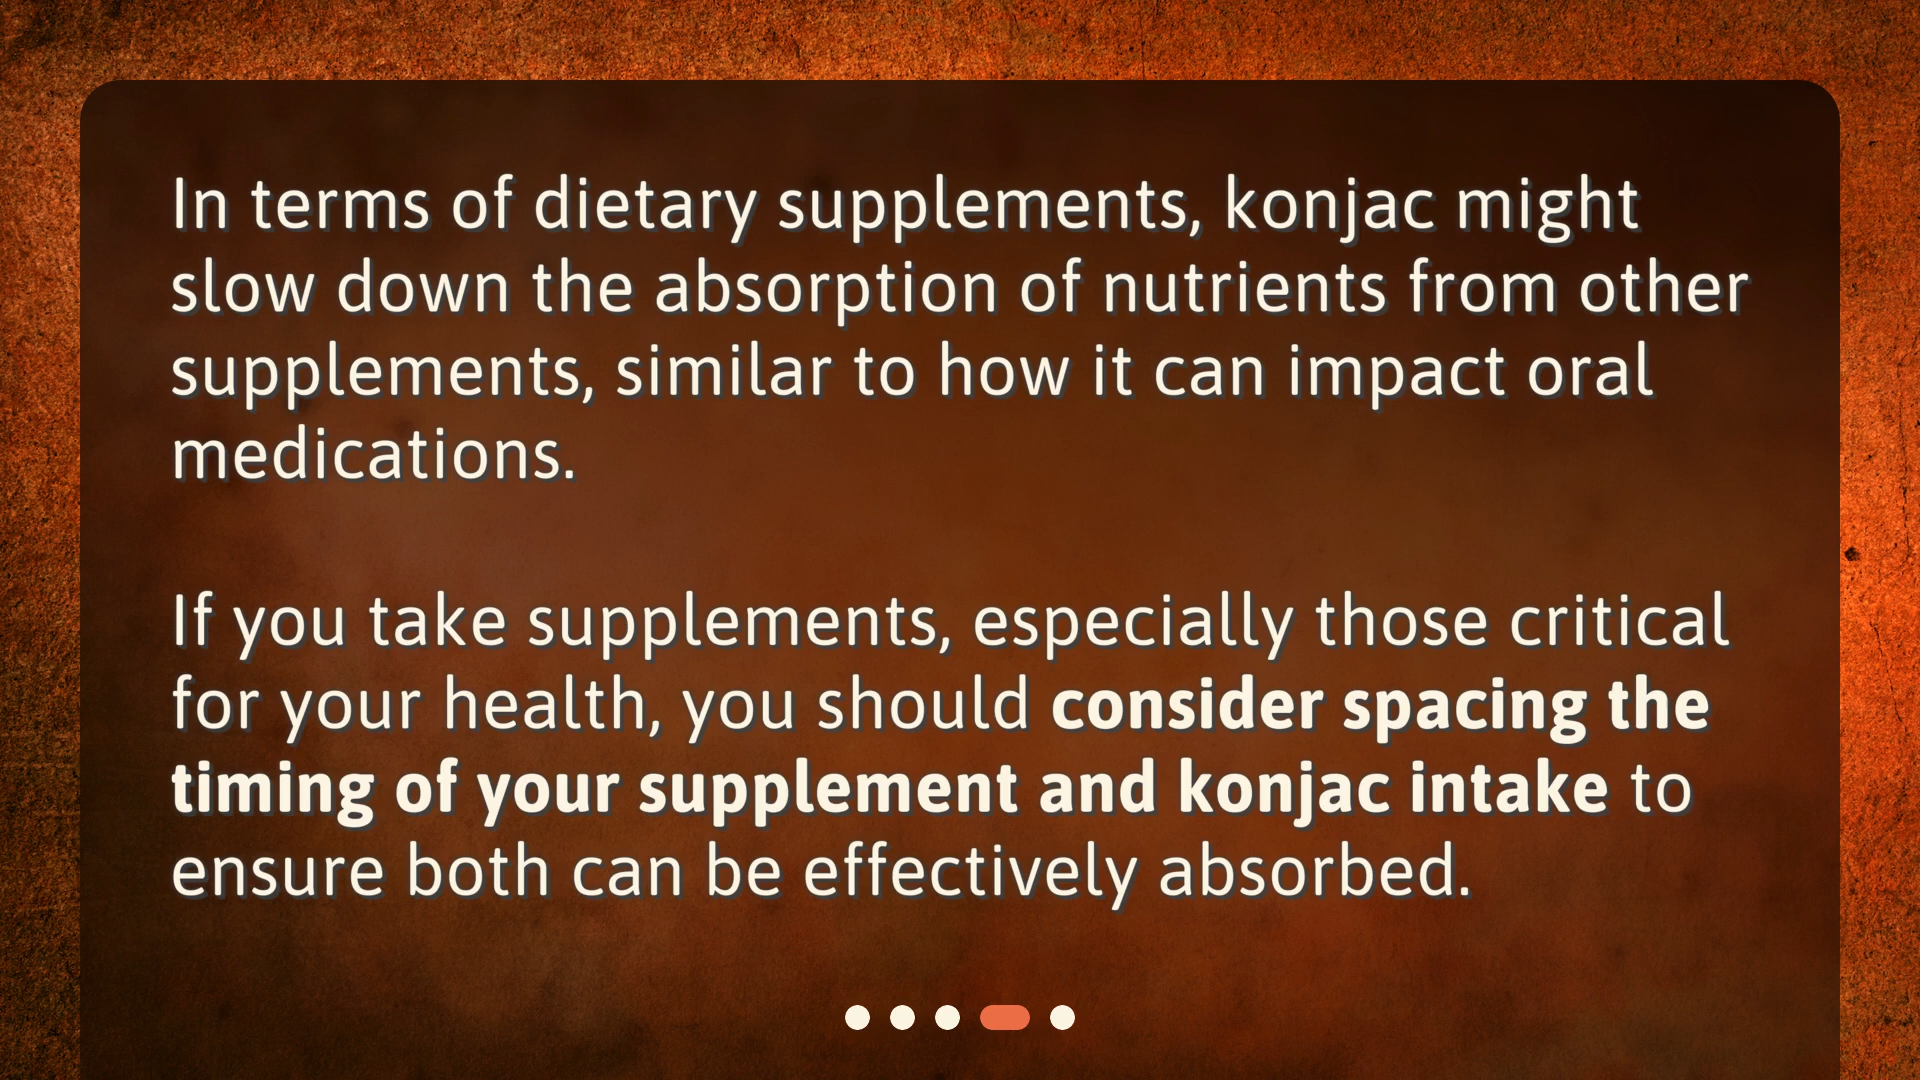 In terms of dietary supplements, konjac might
slow down the absorption of nutrients from other
supplements, similar to how it can impact oral
medications.
If you take supplements, especially those critical
for your health, you should consider spacing the
timing of your supplement and konjac intake to
ensure both can be effectively absorbed.